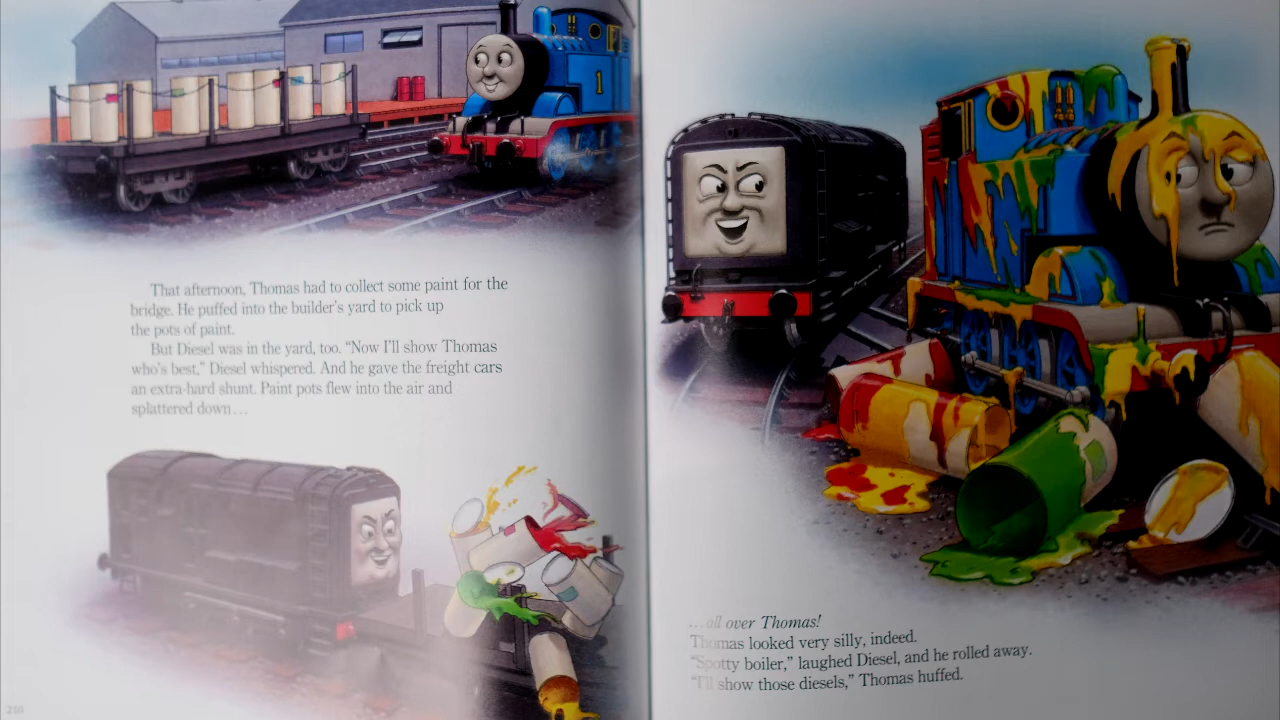 1
That afternoon, Thomas had to collect some paint for the
bridge. He puffed into the builder's yard to pick up
the pots of paint.
But Diesel was in the yard, too. “Now I'll show Thomas
who's best,” Diesel whispered. And he gave the freight cars
an extra-hard shunt. Paint pots flew into the air and
splattered down…
216
…all over Thomas!
Thomas looked very silly, indeed.
“Spotty boiler,” laughed Diesel, and he rolled away.
“I'll show those diesels,” Thomas huffed.